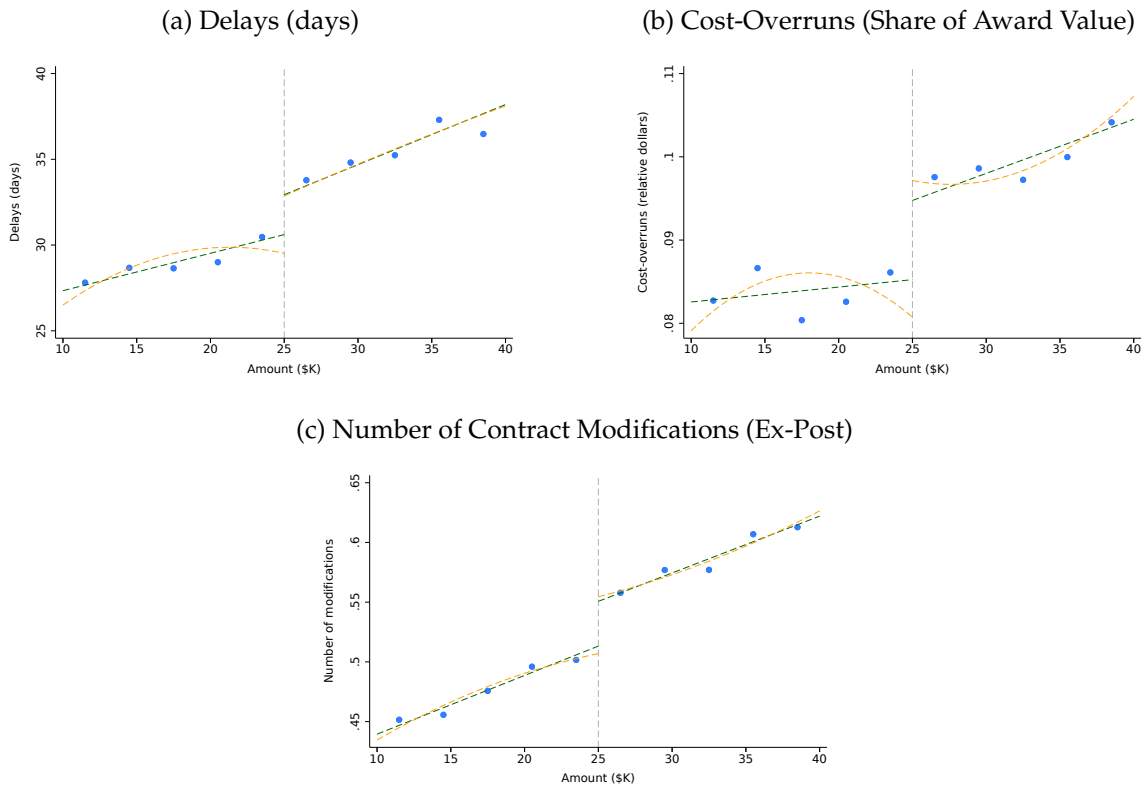 (a) Delays (days)
(b) Cost-Overruns (Share of Award Value)
40
35
30
25
Delays (days)
10 15 20 25 30 35 40
Amount ($K)
.11
.1
.09
.08
Cost-overruns (relative dollars)
10 15 20 25 30 35 40
Amount ($K)
(c) Number of Contract Modifications (Ex-Post)
.65
.6
.55
.5
.45
Number of modifications
10 15 20 25 30 35 40
Amount ($K)